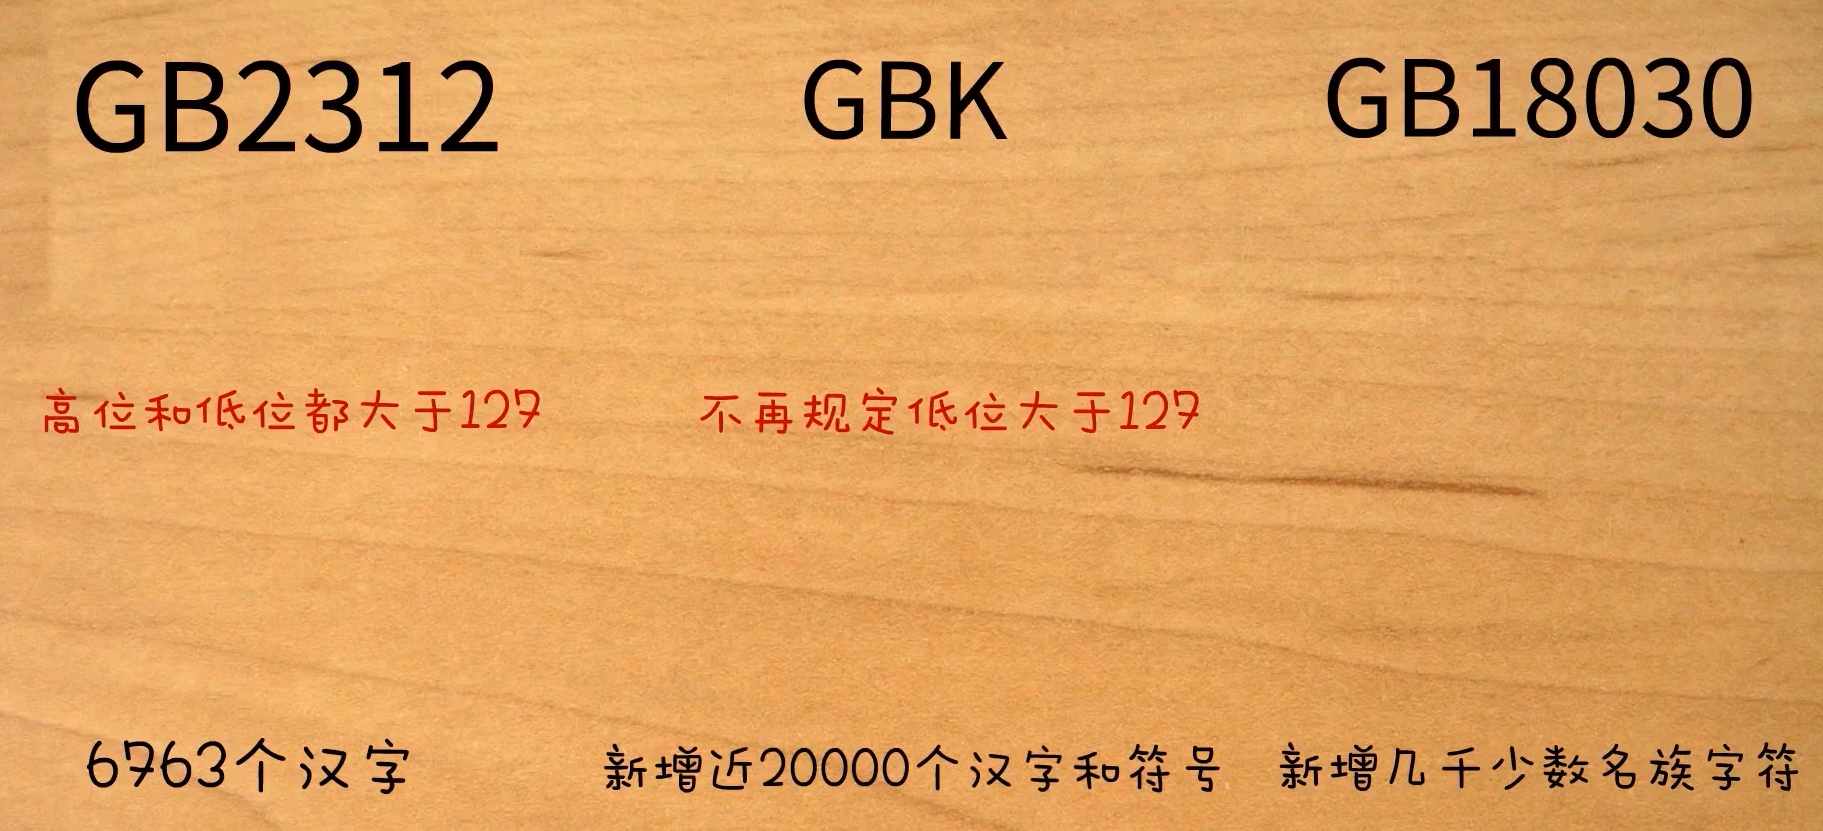 GB2312 GBK GB18030
高位和低位都大于127 不再规定低位大于127
6763个汉字 新增近20000个汉字和符号 新增几千少数名族字符